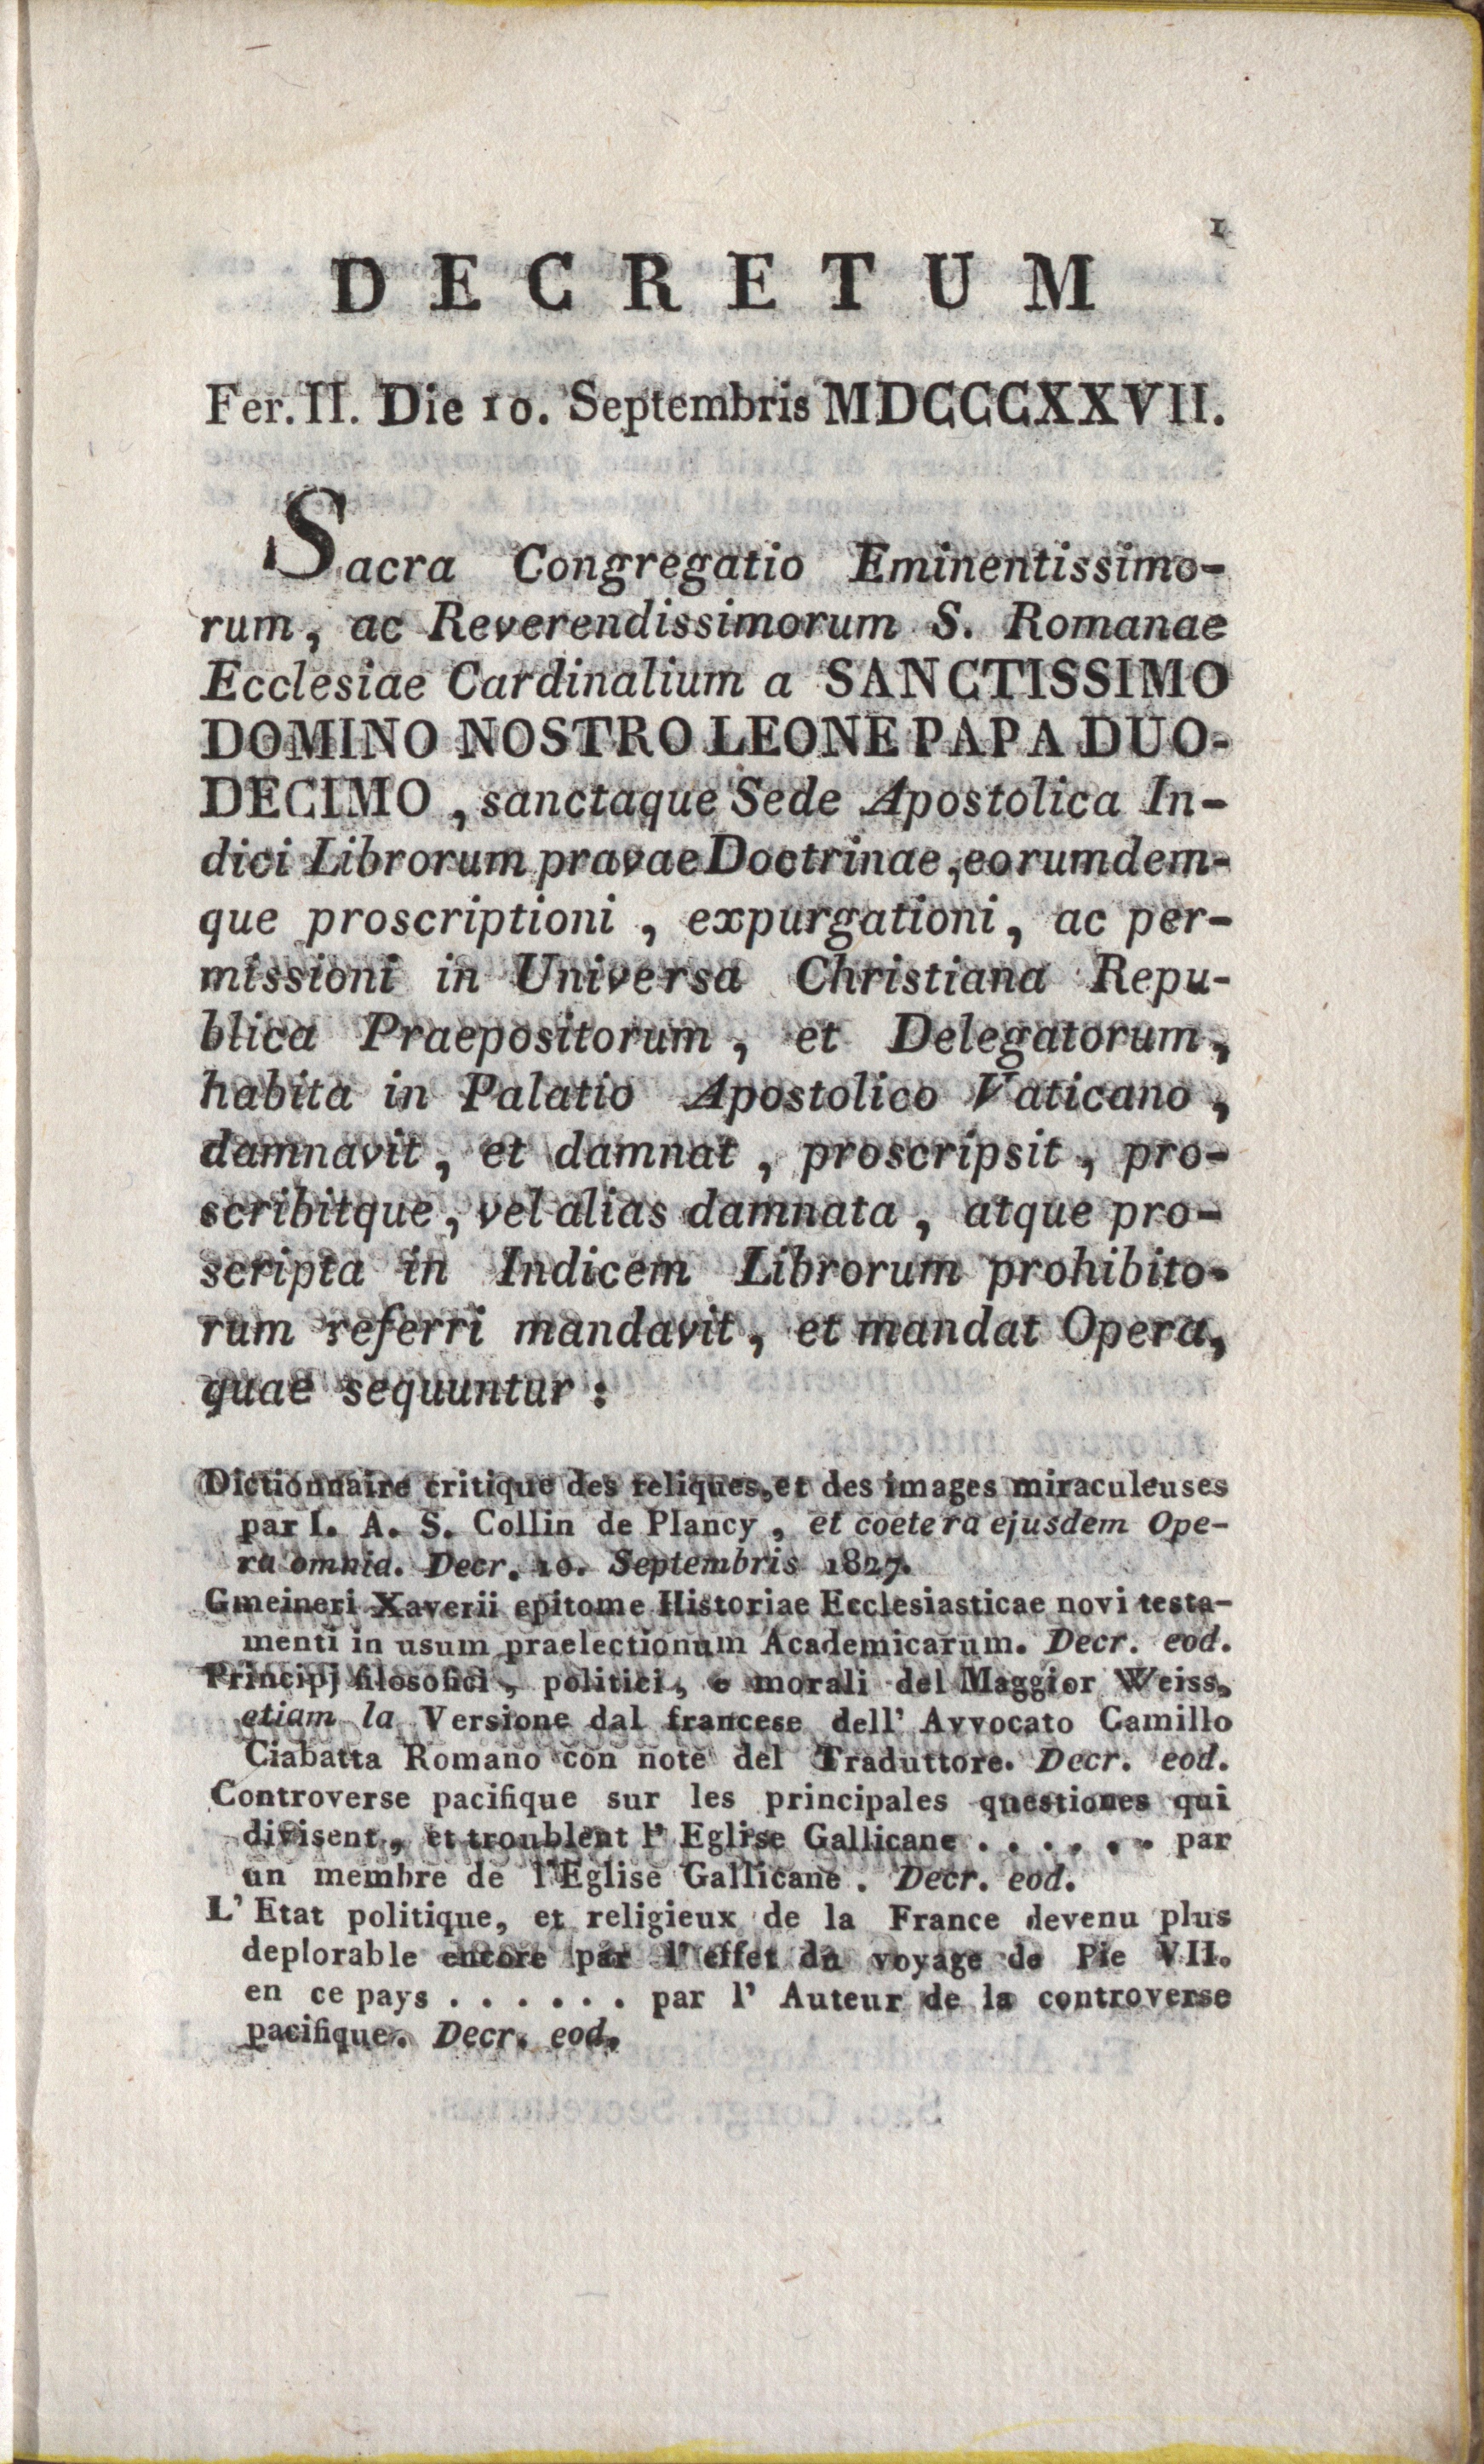 1
DECRETUM
Fer. II. Die 10. Septembris MDCCCXXVII.
Sacra Congregatio Eminentissimo-
rum, ac Reverendissimorum S. Romanae
Ecclesiae Cardinalium a SANCTISSIMO
DOMINO NOSTRO LEONE PAPA DUO-
DECIMO, sanctaque Sede Apostolica In-
dici Librorum pravae Doctrinae, eorumdem-
que proscriptioni, expurgationi, ac per-
missioni in Universa Christiana Repu-
blica Praepositorum, et Delegatorum,
habita in Palatio Apostolico Vaticano,
damnavit, et damnat, proscripsit, pro-
scribitque, vel alias damnata, atque pro-
scripta in Indicem Librorum prohibito-
rum referri mandavit, et mandat Opera,
quae sequuntur:
Dictionnaire critique des reliques, et des images miraculeuses
par I. A. S. Collin de Plancy, et coetera ejusdem Ope-
ra omnia. Decr. 10. Septembris 1827.
Gmeineri Xaverii epitome Historiae Ecclesiasticae novi testa-
menti in usum praelectionum Academicarum. Decr. eod.
Principj filosofici, politici, e morali del Maggior Weiss,
etiam la Versione dal francese dell' Avvocato Camillo
Ciabatta Romano con note del Traduttore. Decr. eod.
Controverse pacifique sur les principales questiones qui
divisent, et troublent l' Eglise Gallicane . . . . . . par
un membre de l'Eglise Gallicane. Decr. eod.
L' Etat politique, et religieux de la France devenu plus
deplorable encore par l' effet du voyage de Pie VII.
en ce pays . . . . . . par l' Auteur de la controverse
pacifique. Decr. eod.